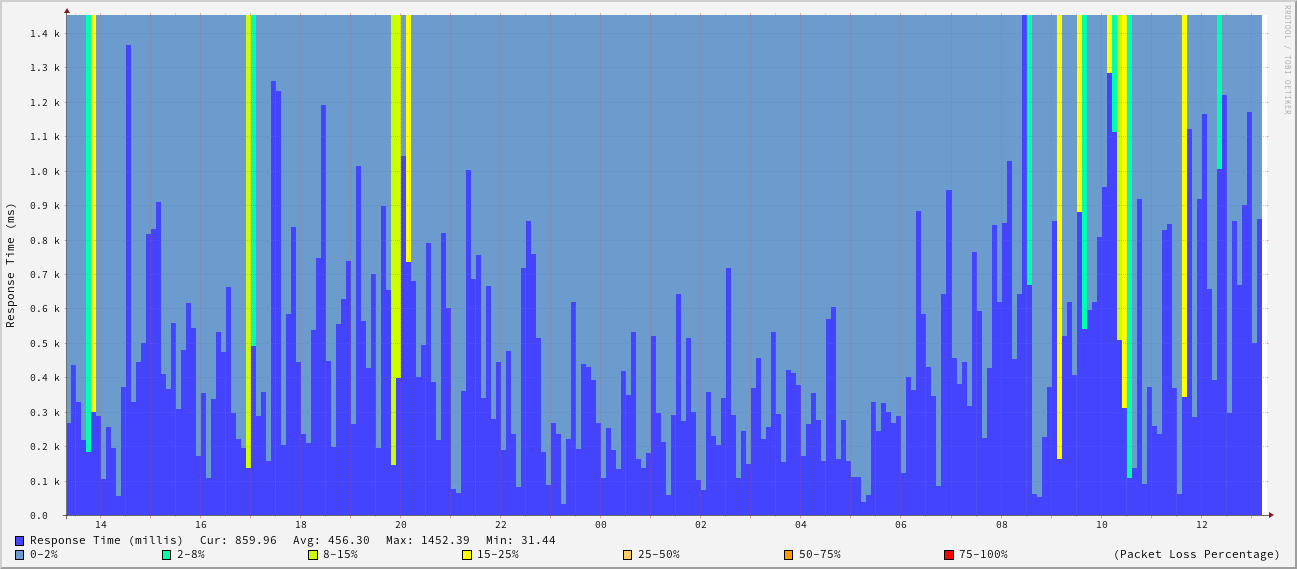 RRDTOOL / TOBI OETIKER
Response Time (ms)
1.4 k
1.3 k
1.2 k
1.1 k
1.0 k
0.9 k
0.8 k
0.7 k
0.6 k
0.5 k
0.4 k
0.3 k
0.2 k
0.1 k
0.0
14 16 18 20 22 00 02 04 06 08 10 12
Response Time (millis) Cur: 859.96 Avg: 456.30 Max: 1452.39 Min: 31.44
0-2% 2-8% 8-15% 15-25% 25-50% 50-75% 75-100% (Packet Loss Percentage)